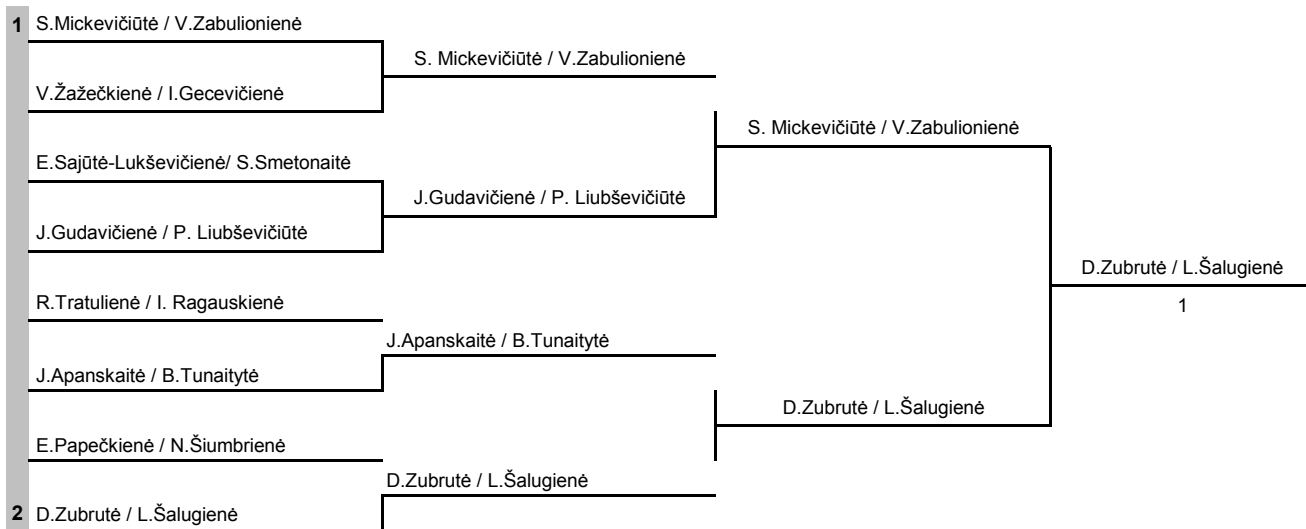 1 S.Mickevičiūtė / V.Zabulionienė
S. Mickevičiūtė / V.Zabulionienė
V.Žažečkienė / I.Gecevičienė
S. Mickevičiūtė / V.Zabulionienė
E.Sajūtė-Lukševičienė/ S.Smetonaitė
J.Gudavičienė / P. Liubševičiūtė
J.Gudavičienė / P. Liubševičiūtė
D.Zubrutė / L.Šalugienė
R.Tratulienė / I. Ragauskienė
1
J.Apanskaitė / B.Tunaitytė
J.Apanskaitė / B.Tunaitytė
D.Zubrutė / L.Šalugienė
E.Papečkienė / N.Šiumbrienė
D.Zubrutė / L.Šalugienė
2 D.Zubrutė / L.Šalugienė